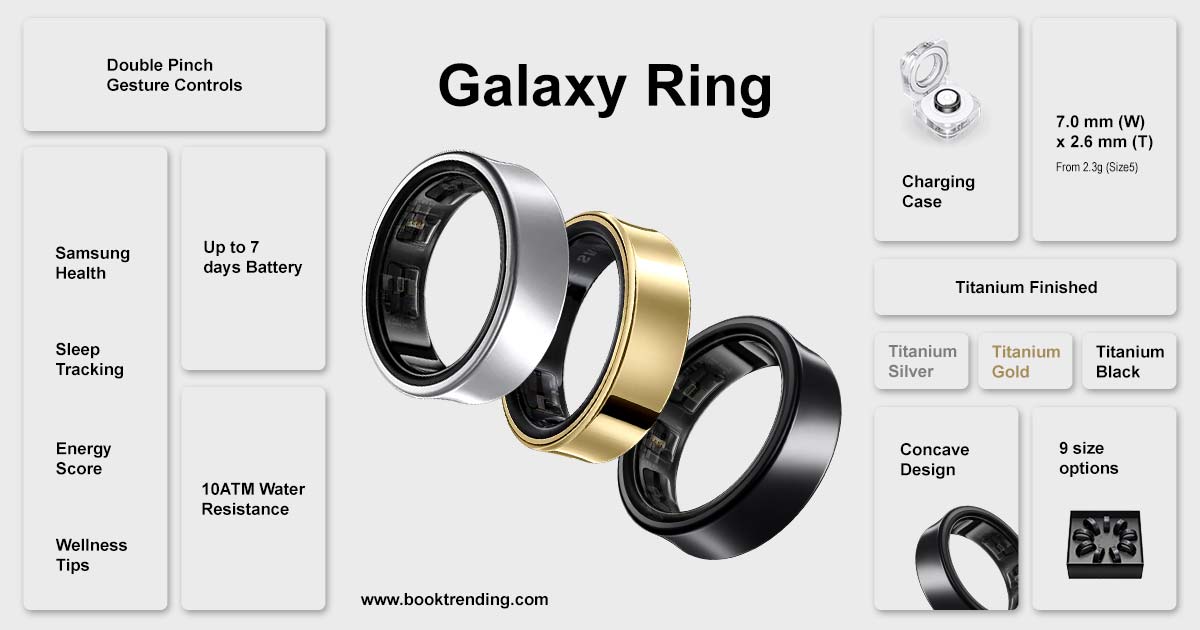 Double Pinch
Gesture Controls
Galaxy Ring
Samsung
Health
Sleep
Tracking
Energy
Score
Wellness
Tips
Up to 7
days Battery
10ATM Water
Resistance
www.booktrending.com
Charging
Case
7.0 mm (W)
x 2.6 mm (T)
From 2.3g (Size5)
Titanium Finished
Titanium
Silver
Titanium
Gold
Titanium
Black
Concave
Design
9 size
options